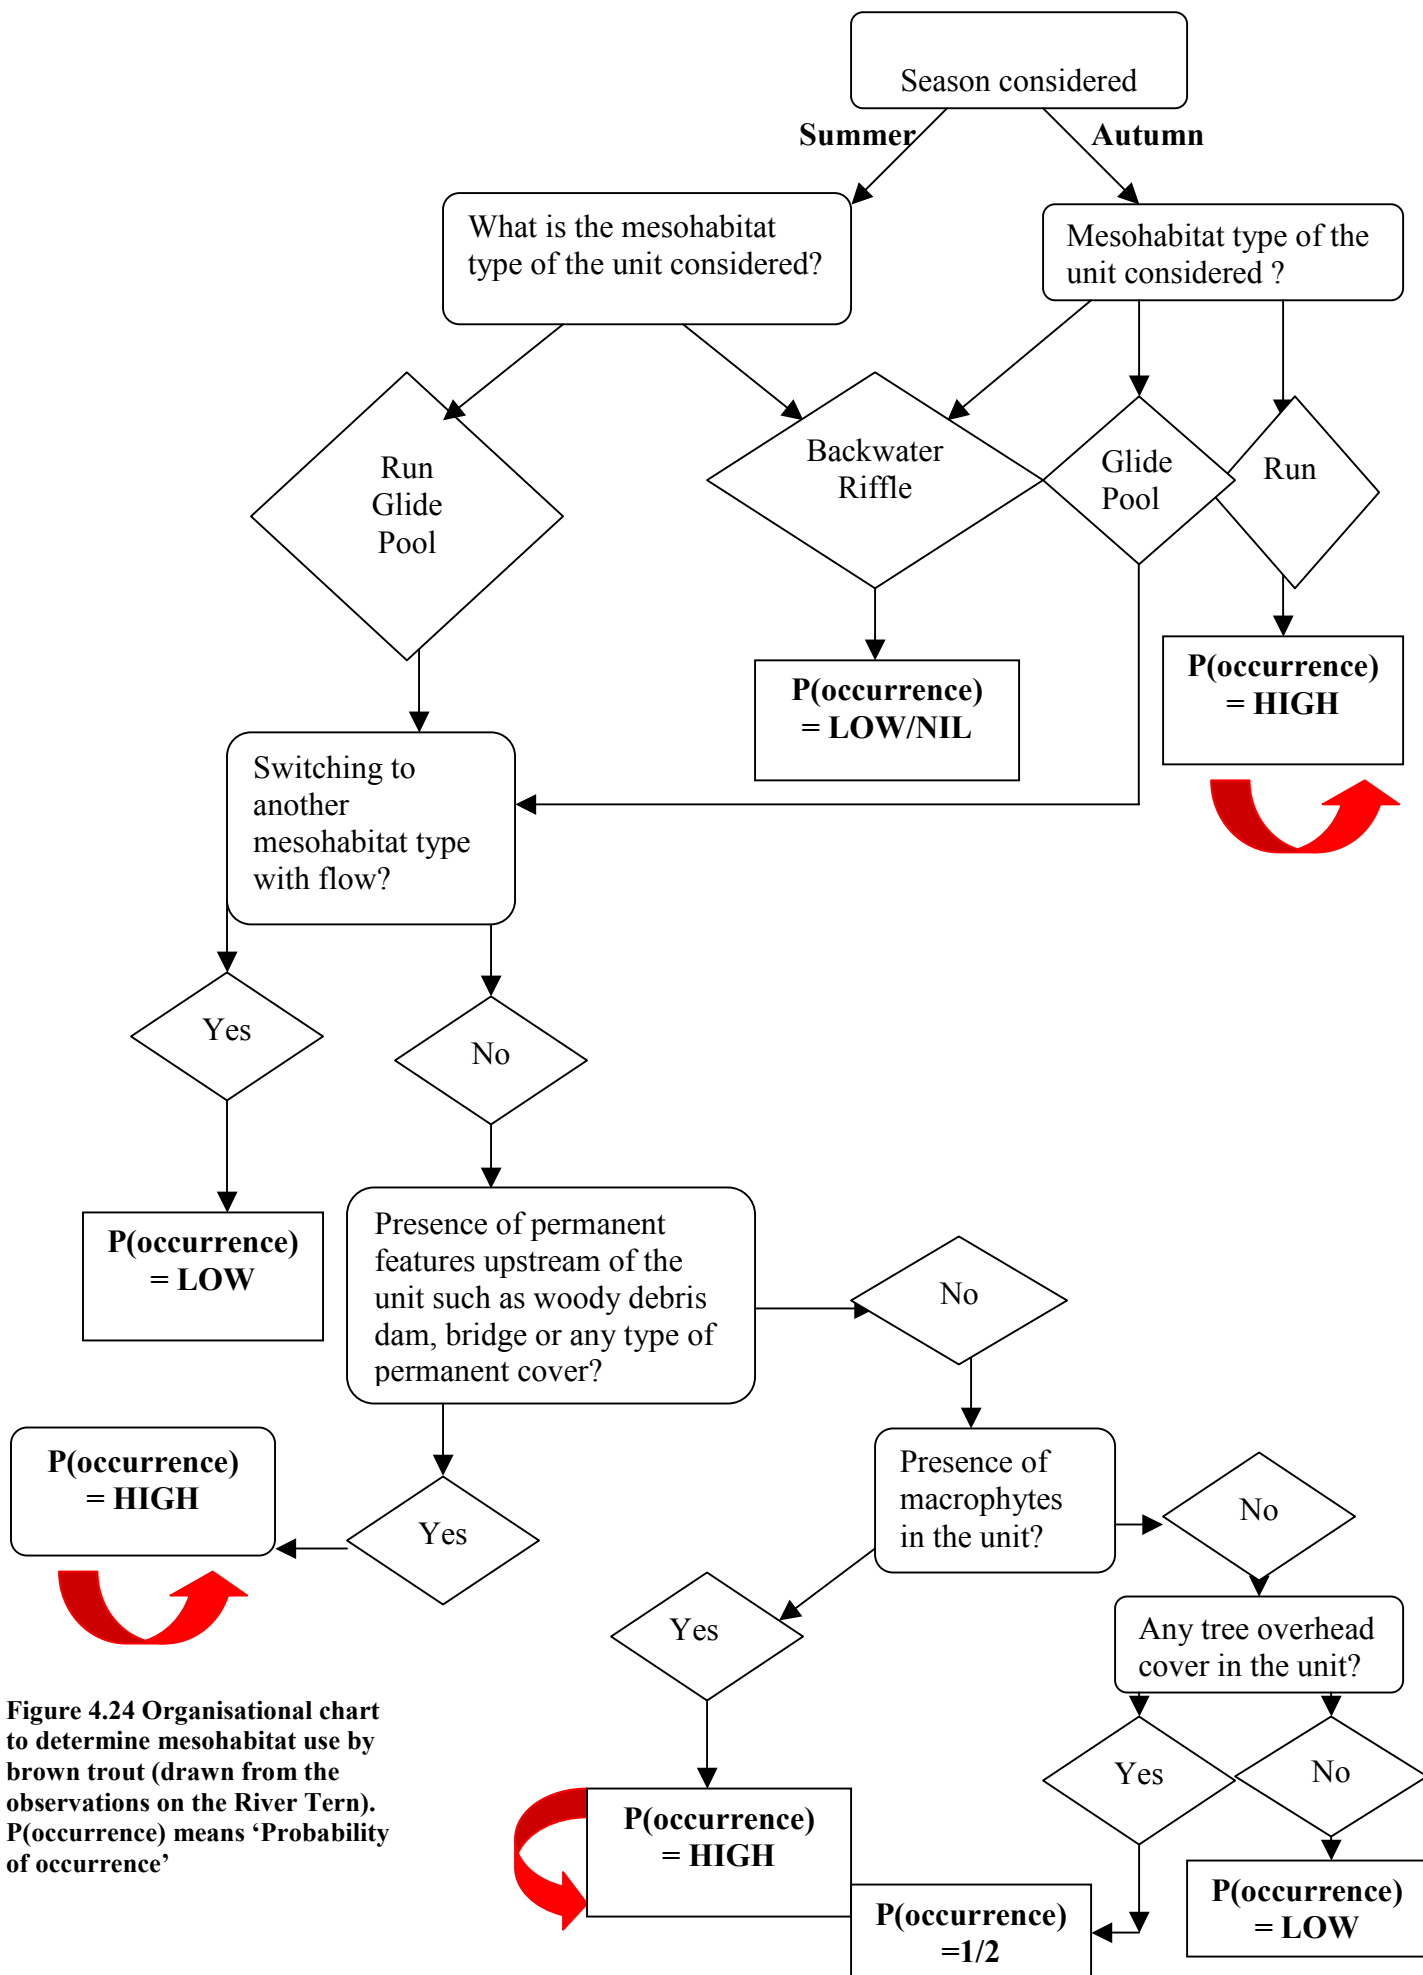 Season considered
Summer
Autumn
What is the mesohabitat
type of the unit considered?
Mesohabitat type of the
unit considered ?
Run
Glide
Pool
Backwater
Riffle
Glide
Pool
Run
P(occurrence)
= LOW/NIL
P(occurrence)
= HIGH
Switching to
another
mesohabitat type
with flow?
Yes
No
P(occurrence)
= LOW
Presence of permanent
features upstream of the
unit such as woody debris
dam, bridge or any type of
permanent cover?
No
P(occurrence)
= HIGH
Yes
Presence of
macrophytes
in the unit?
No
Yes
Any tree overhead
cover in the unit?
Yes
No
P(occurrence)
= HIGH
P(occurrence)
=1/2
P(occurrence)
= LOW
Figure 4.24 Organisational chart
to determine mesohabitat use by
brown trout (drawn from the
observations on the River Tern).
P(occurrence) means ‘Probability
of occurrence’